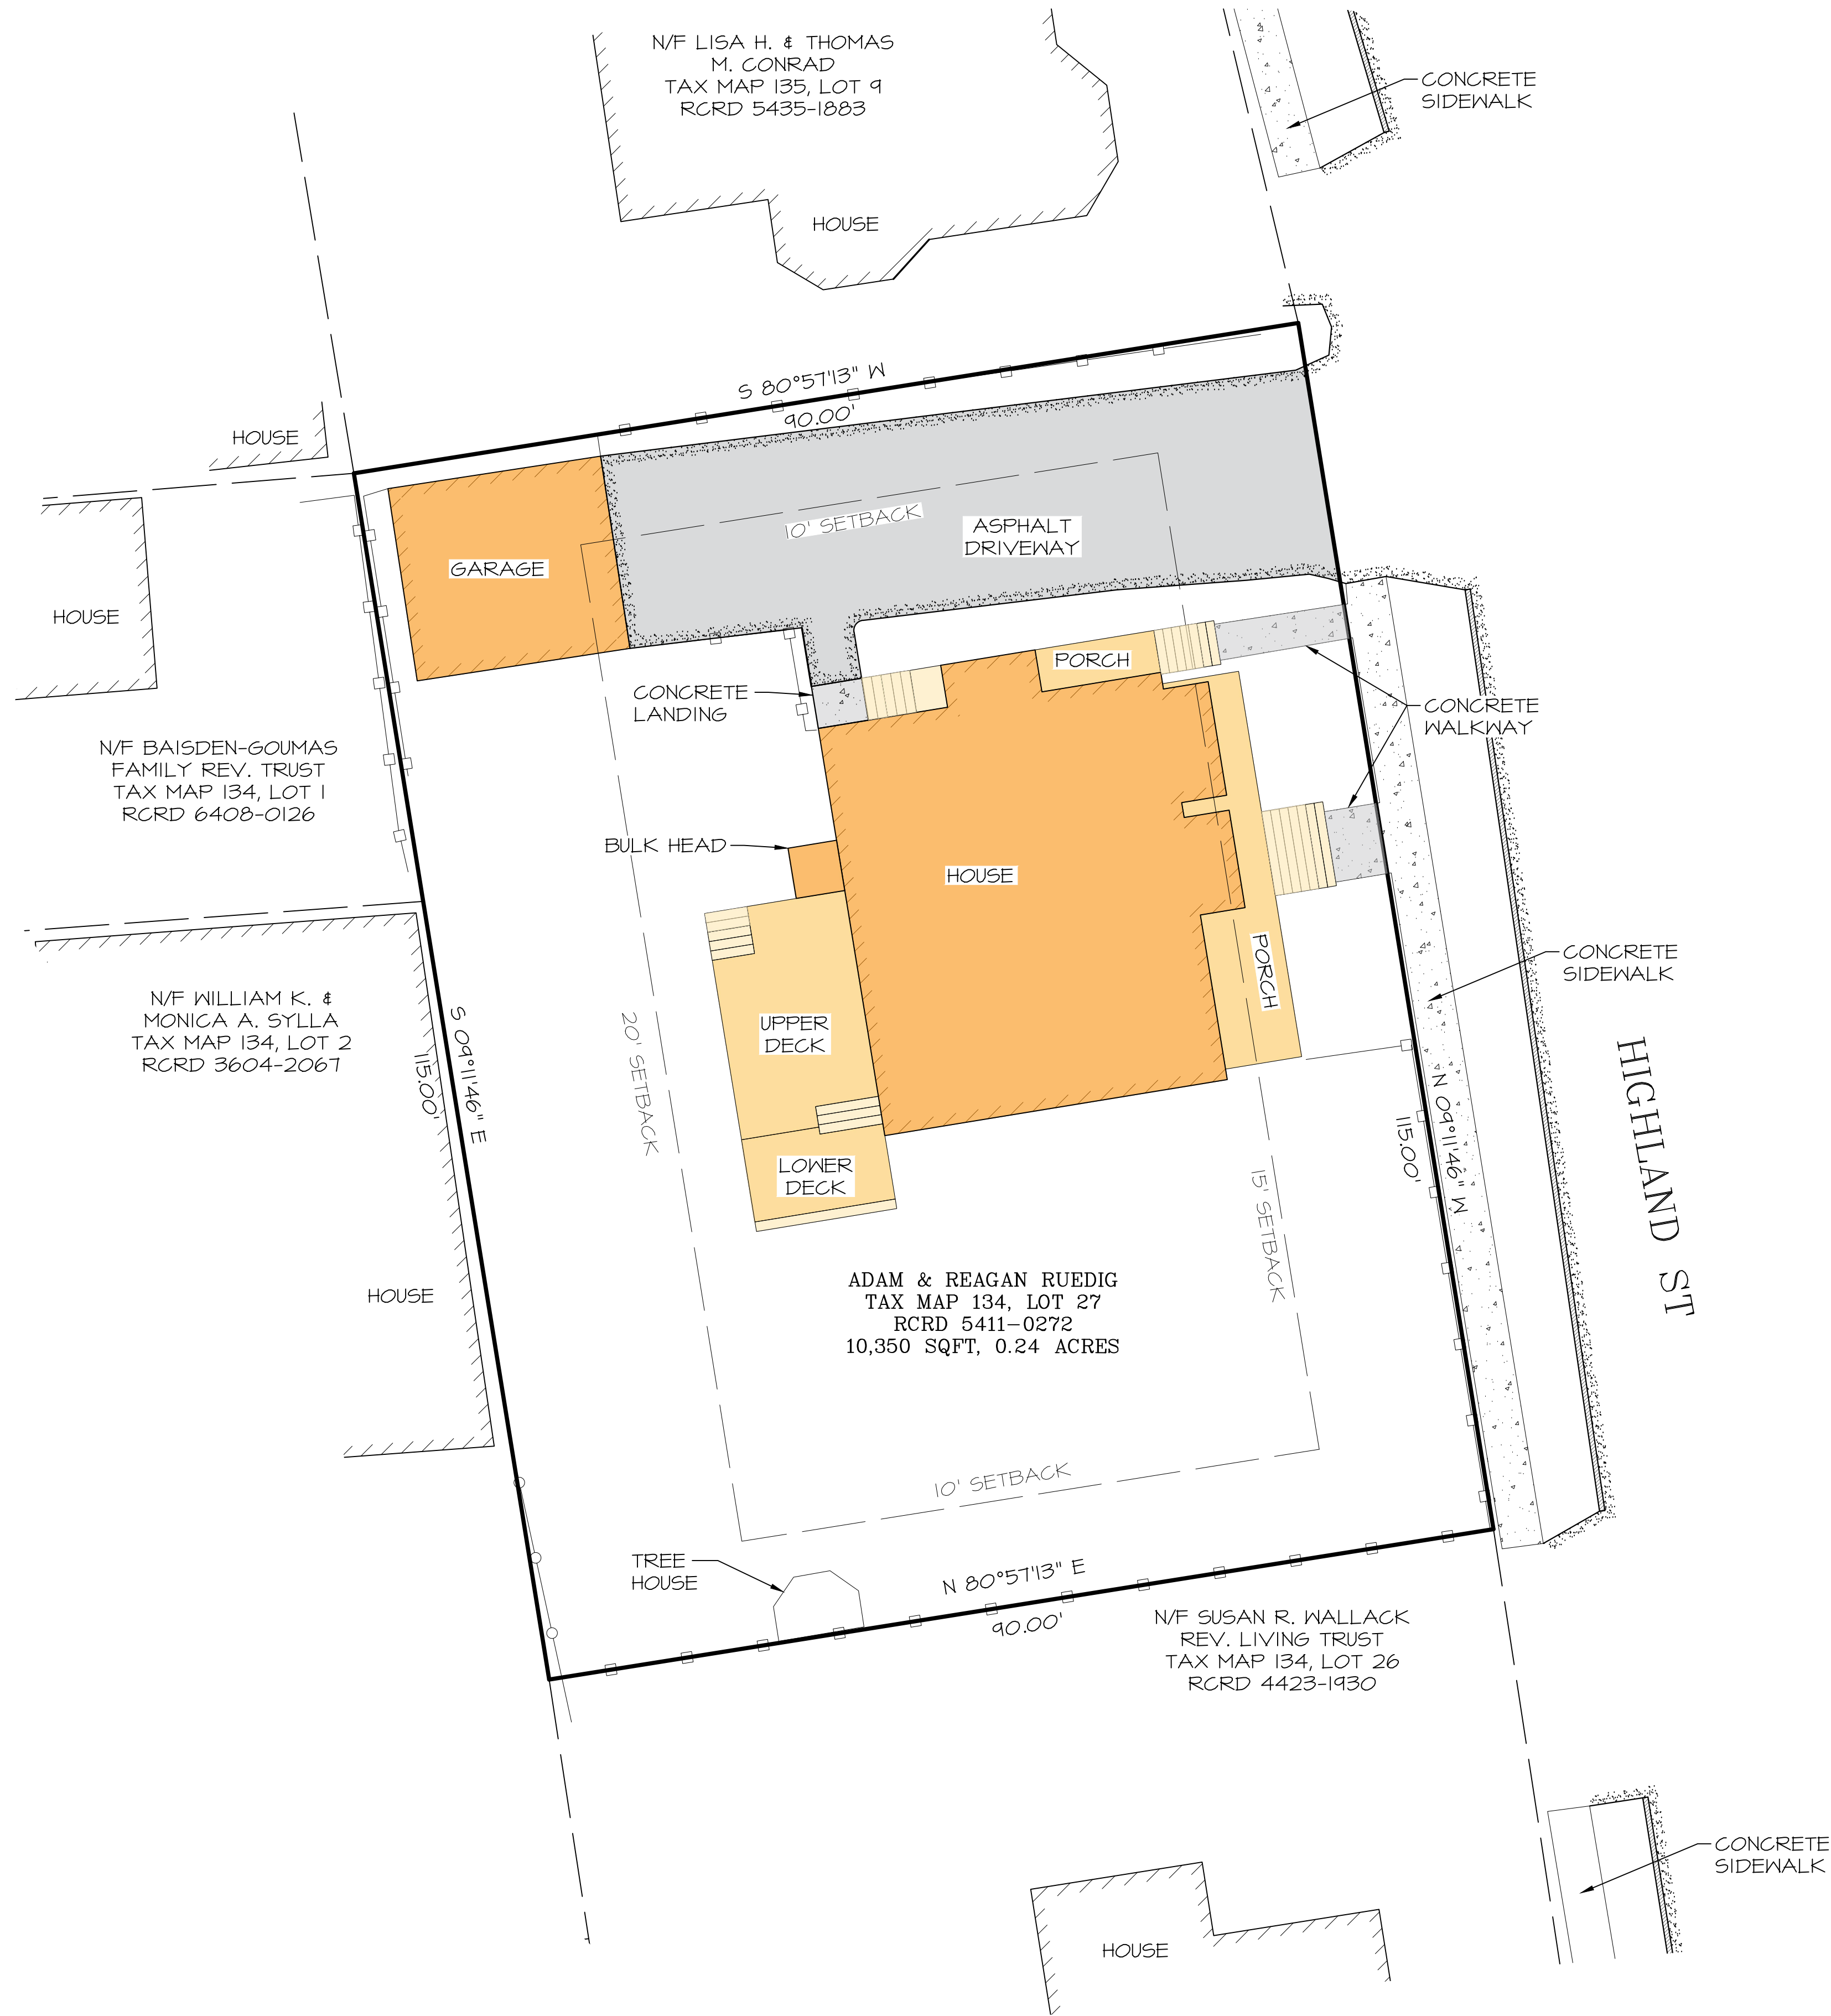 N/F LISA H. & THOMAS
M. CONRAD
TAX MAP 135, LOT 9
RCRD 5435-1883
CONCRETE
SIDEWALK
HOUSE
S 80°57'13" W
90.00'
HOUSE
10' SETBACK
ASPHALT
DRIVEWAY
GARAGE
HOUSE
PORCH
CONCRETE
LANDING
CONCRETE
WALKWAY
N/F BAISDEN-GOUMAS
FAMILY REV. TRUST
TAX MAP 134, LOT 1
RCRD 6408-0126
BULK HEAD
HOUSE
PORCH
CONCRETE
SIDEWALK
N/F WILLIAM K. &
MONICA A. SYLLA
TAX MAP 134, LOT 2
RCRD 3604-2067
S 09°11'46" E
115.00'
20' SETBACK
UPPER
DECK
LOWER
DECK
N 09°11'46" W
115.00'
HIGHLAND ST
15' SETBACK
HOUSE
ADAM & REAGAN RUEDIG
TAX MAP 134, LOT 27
RCRD 5411-0272
10,350 SQFT, 0.24 ACRES
10' SETBACK
TREE
HOUSE
N 80°57'13" E
90.00'
N/F SUSAN R. WALLACK
REV. LIVING TRUST
TAX MAP 134, LOT 26
RCRD 4423-1930
CONCRETE
SIDEWALK
HOUSE